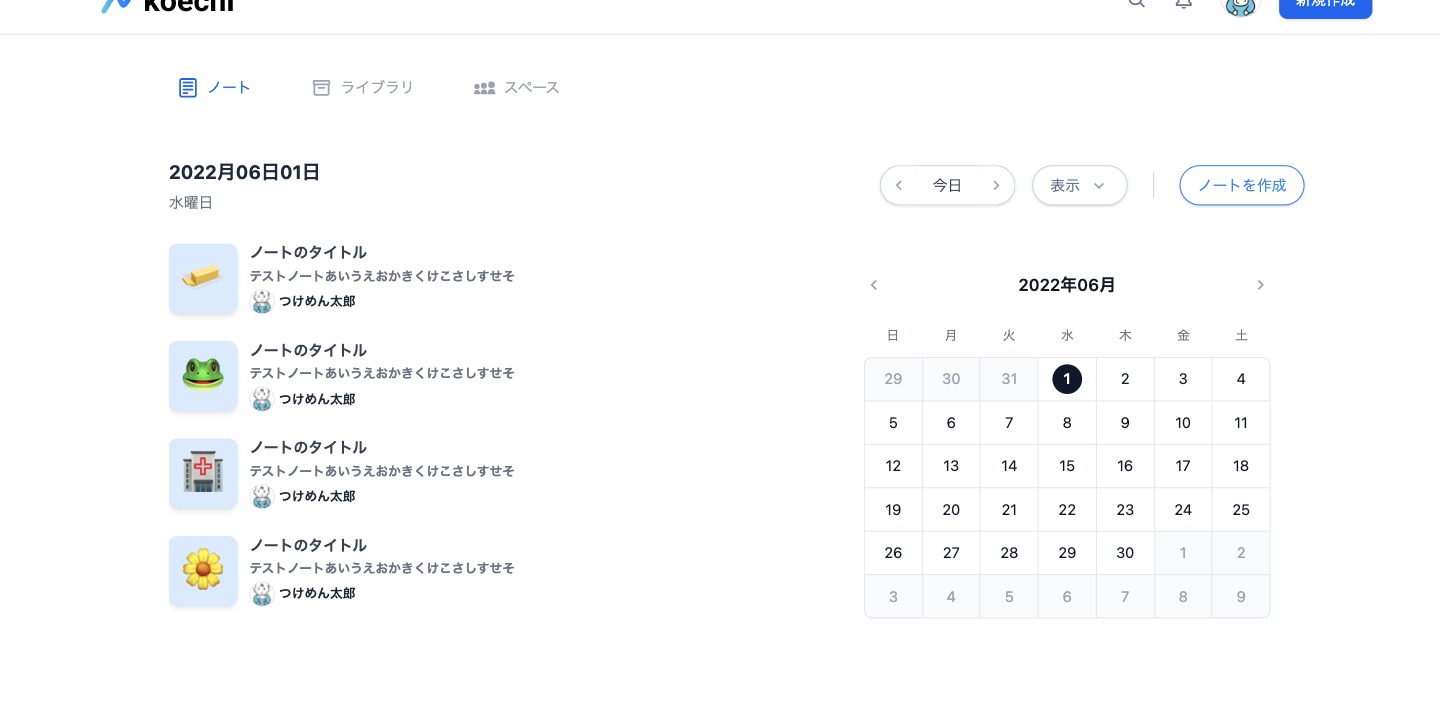 koechi
新規作成
ノート
ライブラリ
スペース
2022月06日01日
水曜日
今日
表示
ノートを作成
ノートのタイトル
テストノートあいうえおかきくけこさしすせそ
つけめん太郎
ノートのタイトル
テストノートあいうえおかきくけこさしすせそ
つけめん太郎
ノートのタイトル
テストノートあいうえおかきくけこさしすせそ
つけめん太郎
ノートのタイトル
テストノートあいうえおかきくけこさしすせそ
つけめん太郎
2022年06月
日 月 火 水 木 金 土
29 30 31 1 2 3 4
5 6 7 8 9 10 11
12 13 14 15 16 17 18
19 20 21 22 23 24 25
26 27 28 29 30 1 2
3 4 5 6 7 8 9